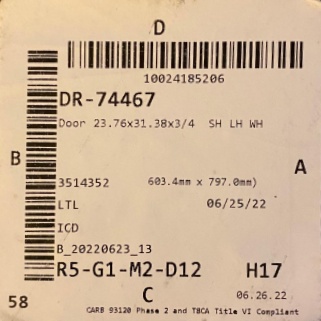 D
10024185206
DR-74467
Door 23.76x31.38x3/4 SH LH WH
B
A
3514352 603.4mm x 797.0mm)
LTL 06/25/22
ICD
B_20220623_13
R5-G1-M2-D12 H17
58
C
06.26.22
CARB 93120 Phase 2 and TBCA Title VI Compliant